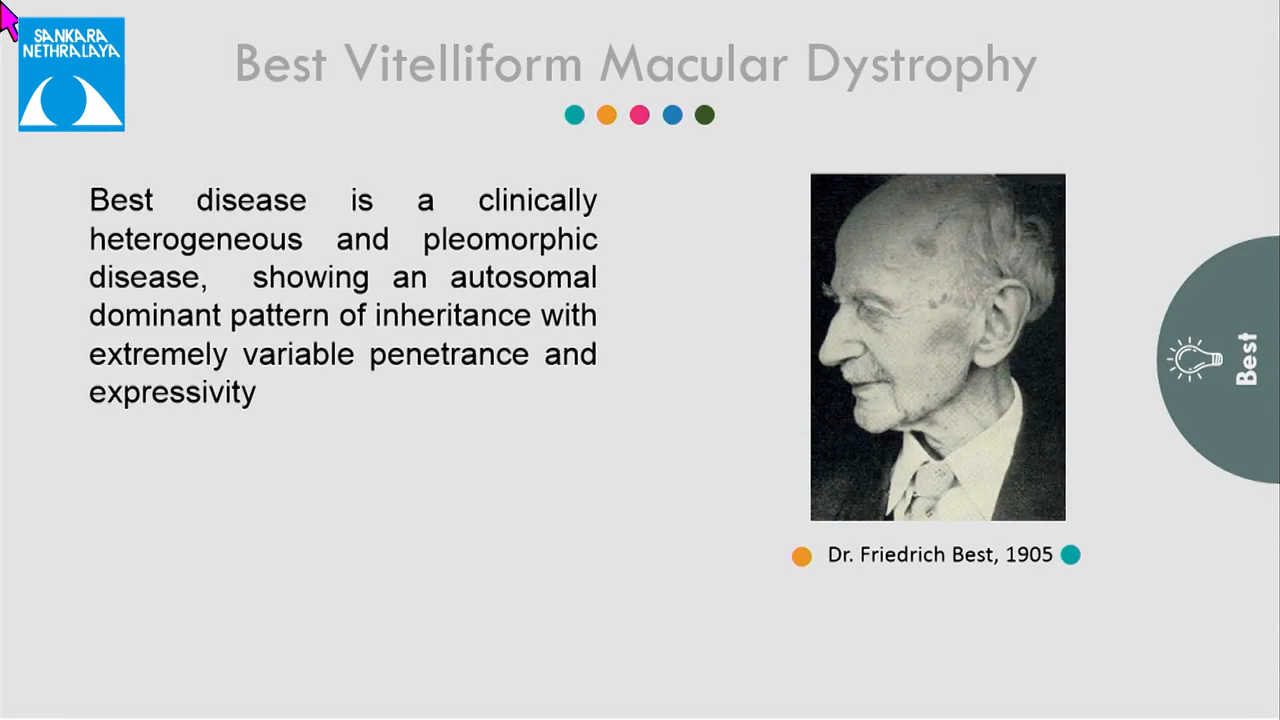 SANKARA
NETHRALAYA
Best Vitelliform Macular Dystrophy
Best disease is a clinically
heterogeneous and pleomorphic
disease, showing an autosomal
dominant pattern of inheritance with
extremely variable penetrance and
expressivity
Dr. Friedrich Best, 1905
Best